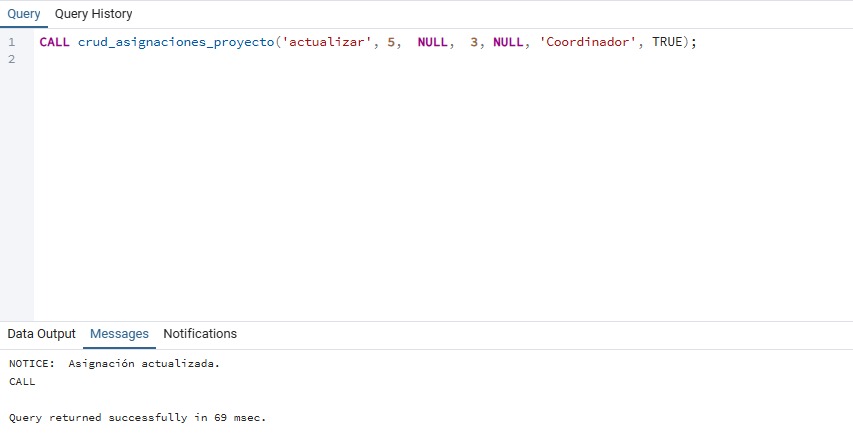 Query Query History
1 CALL crud_asignaciones_proyecto('actualizar', 5,  NULL,  3, NULL, 'Coordinador', TRUE);
2
Data Output Messages Notifications
NOTICE:  Asignación actualizada.
CALL
Query returned successfully in 69 msec.